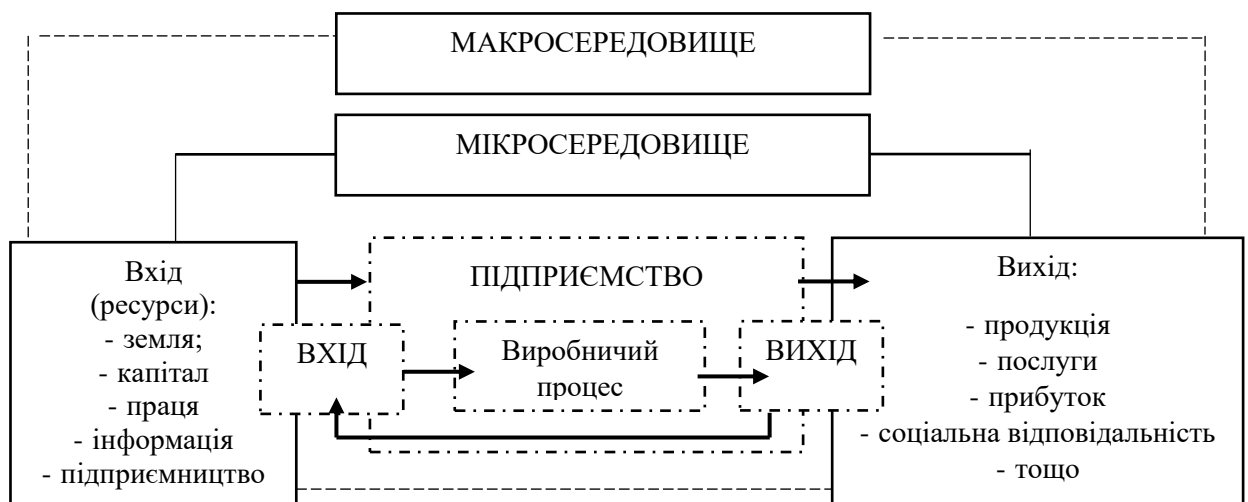 МАКРОСЕРЕДОВИЩЕ
МІКРОСЕРЕДОВИЩЕ
Вхід
(ресурси):
- земля;
- капітал
- праця
- інформація
- підприємництво
ПІДПРИЄМСТВО
ВХІД
Виробничий
процес
ВИХІД
Вихід:
- продукція
- послуги
- прибуток
- соціальна відповідальність
- тощо